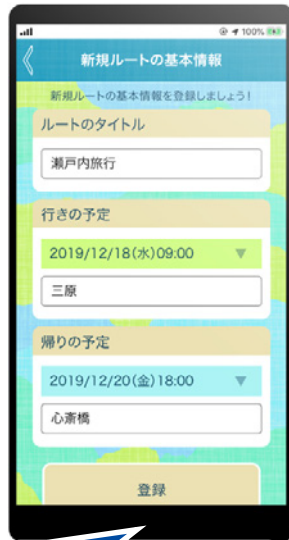 100%
新規ルートの基本情報
新規ルートの基本情報を登録しましょう!
ルートのタイトル
瀬戸内旅行
行きの予定
2019/12/18(水)09:00
三原
帰りの予定
2019/12/20(金)18:00
心斎橋
登録